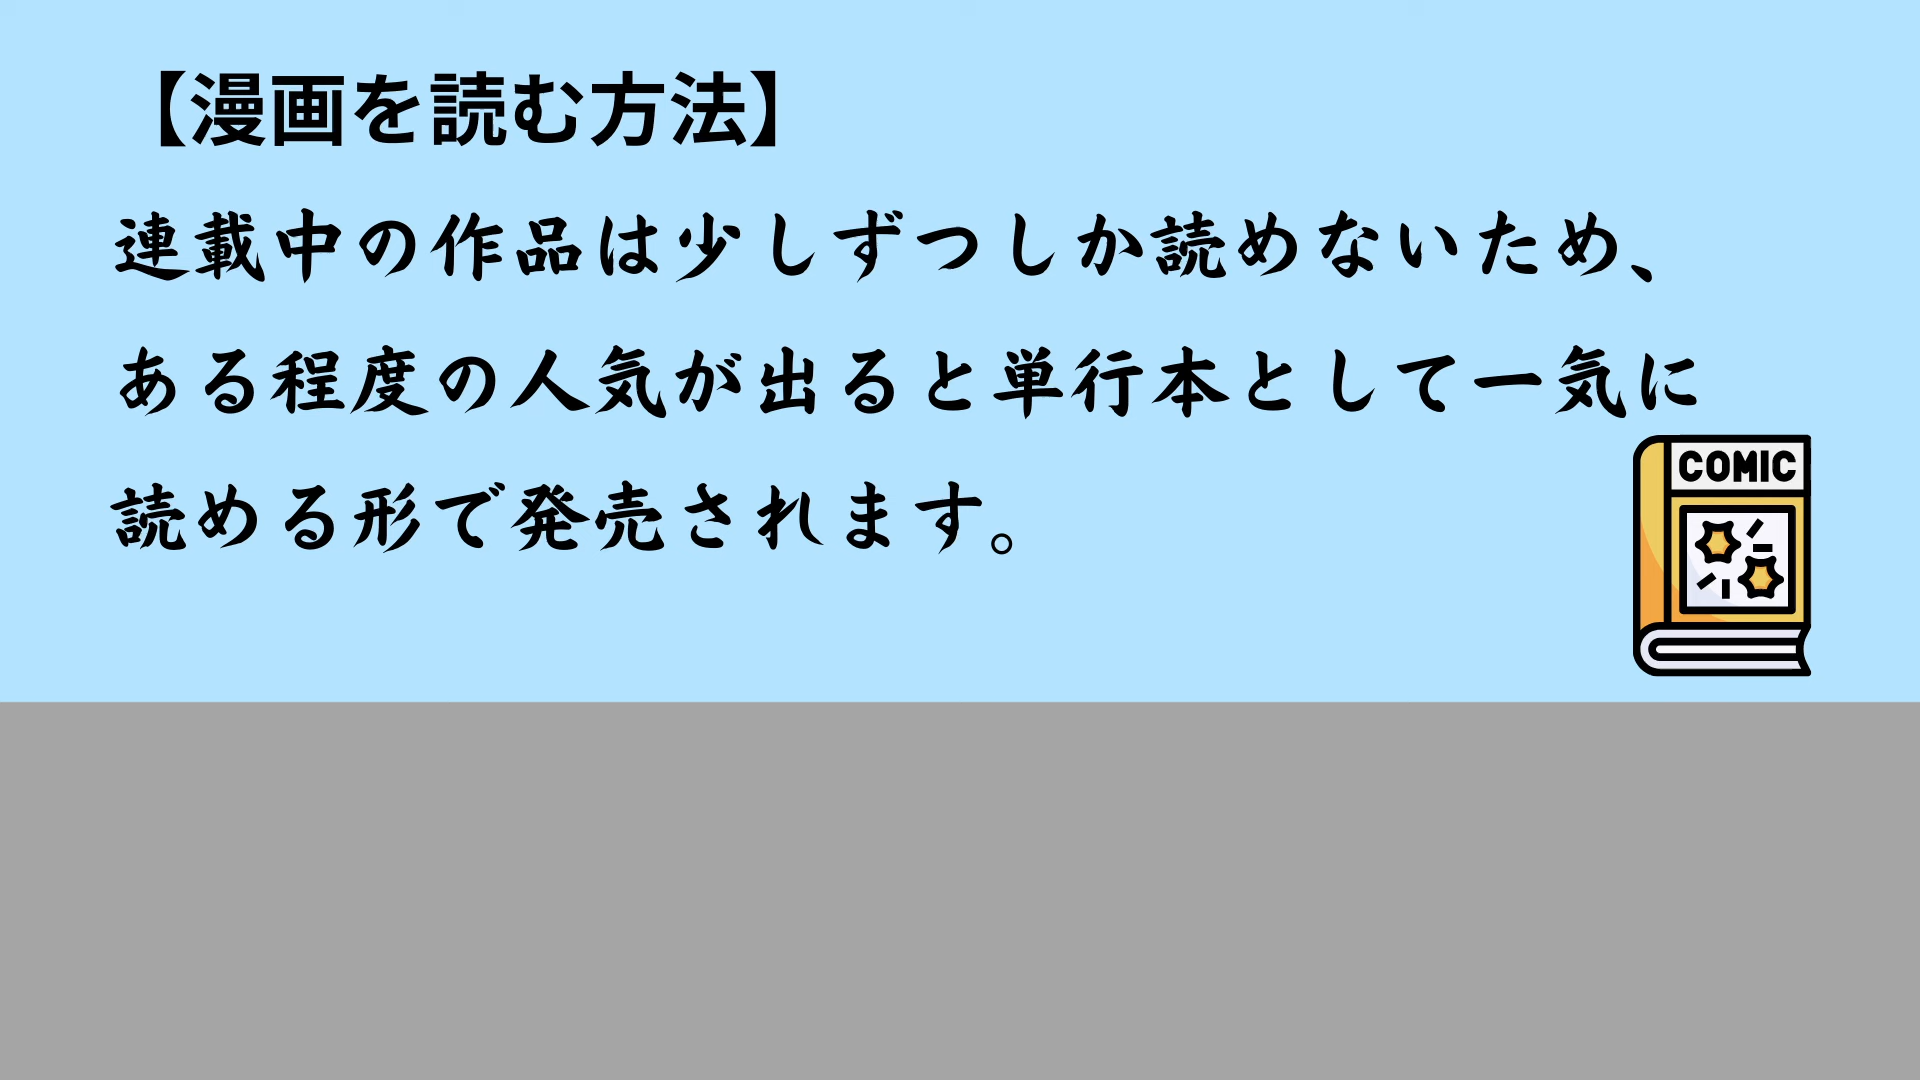 【漫画を読む方法】
連載中の作品は少しずつしか読めないため、
ある程度の人気が出ると単行本として一気に
読める形で発売されます。
COMIC